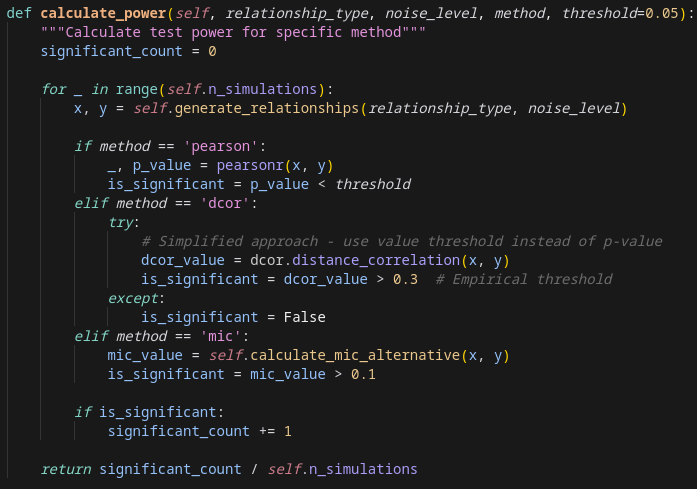 def calculate_power(self, relationship_type, noise_level, method, threshold=0.05):
    """Calculate test power for specific method"""
    significant_count = 0

    for _ in range(self.n_simulations):
        x, y = self.generate_relationships(relationship_type, noise_level)

        if method == 'pearson':
            _, p_value = pearsonr(x, y)
            is_significant = p_value < threshold
        elif method == 'dcor':
            try:
                # Simplified approach - use value threshold instead of p-value
                dcor_value = dcor.distance_correlation(x, y)
                is_significant = dcor_value > 0.3  # Empirical threshold
            except:
                is_significant = False
        elif method == 'mic':
            mic_value = self.calculate_mic_alternative(x, y)
            is_significant = mic_value > 0.1

        if is_significant:
            significant_count += 1

    return significant_count / self.n_simulations